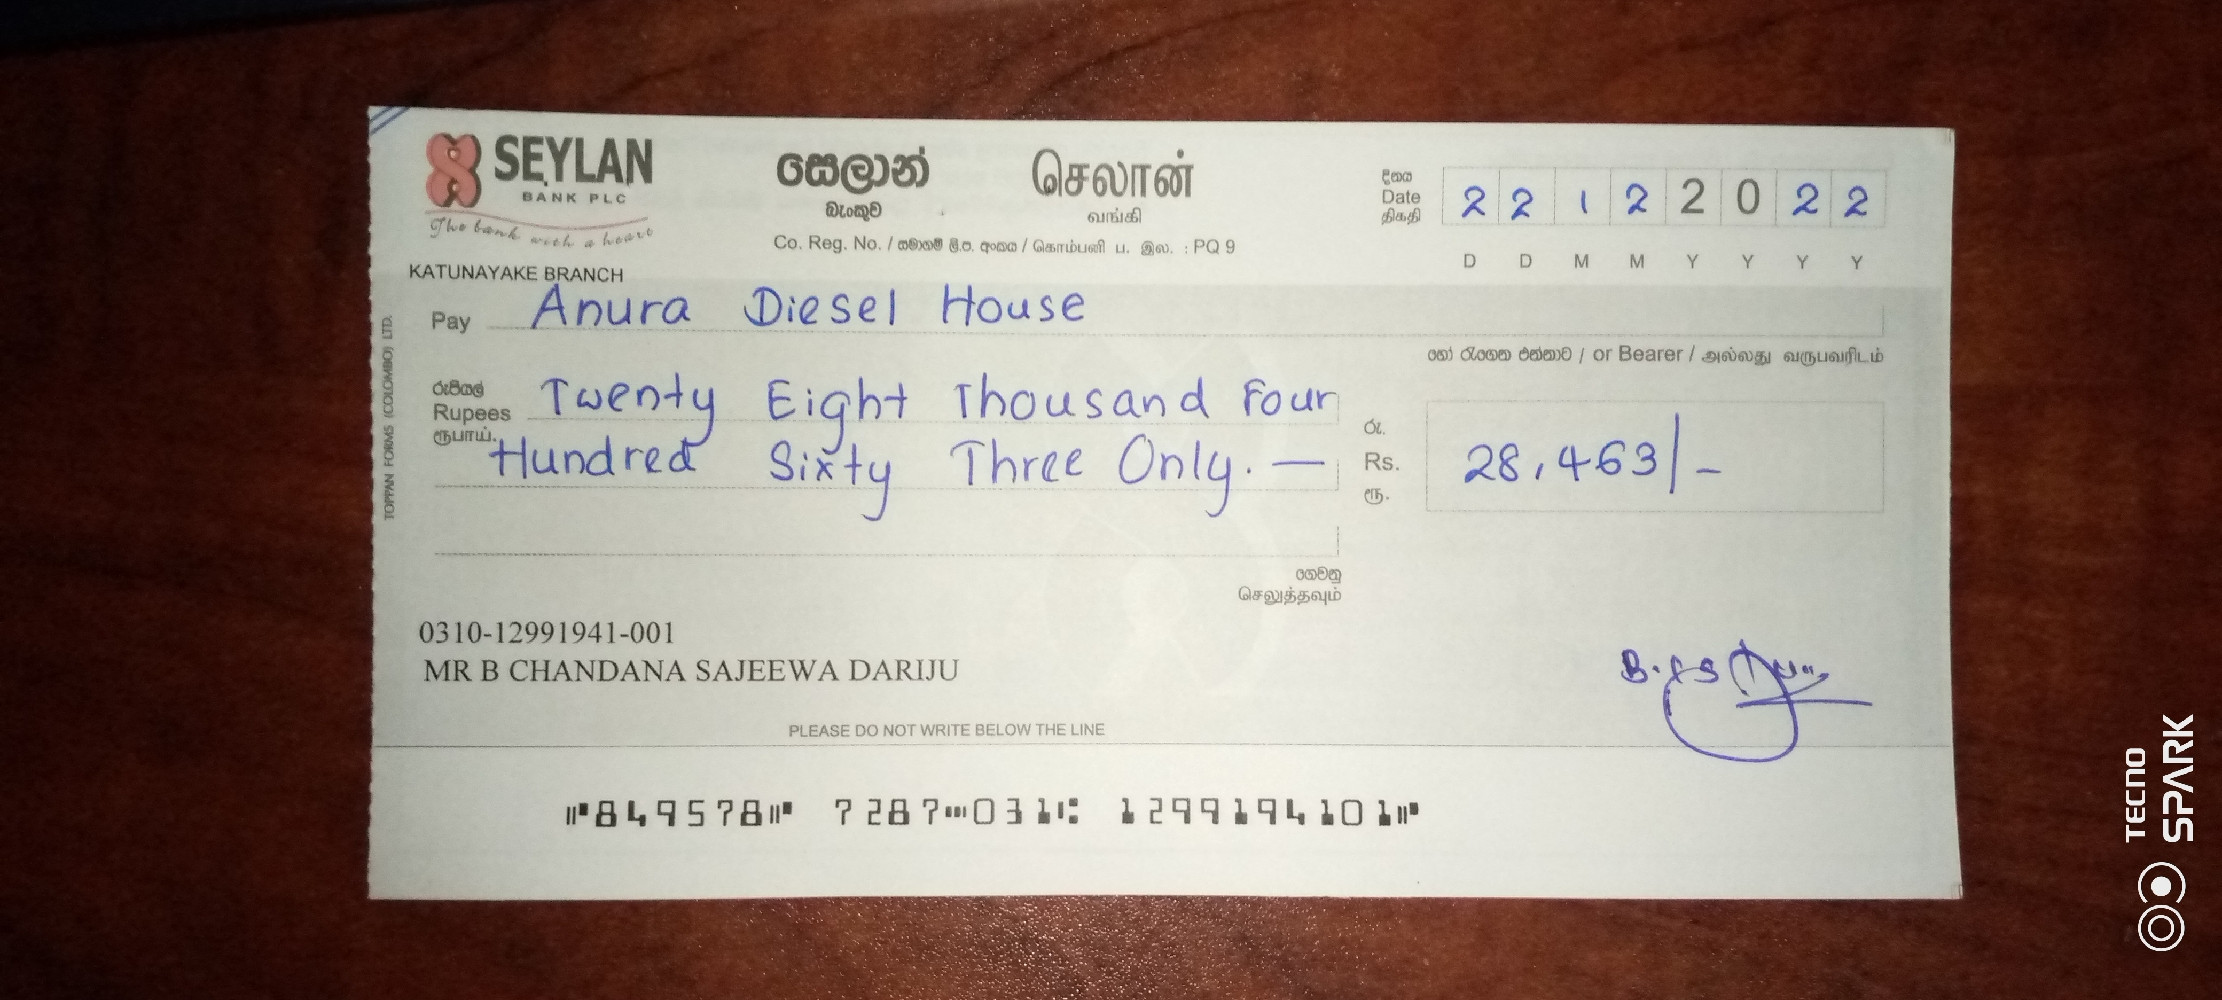 SEYLAN
BANK PLC
The bank with a heart
සෙලාන්
බැංකුව
செலான்
வங்கி
Co. Reg. No. / සමාගම් ලි.ප. අංකය / கொம்பனி ப. இல. : PQ 9
දිනය
Date
திகதி
2 2 1 2 2 0 2 2
D D M M Y Y Y Y
KATUNAYAKE BRANCH
Pay Anura Diesel House
හෝ රැගෙන එන්නාට / or Bearer / அல்லது வருபவரிடம்
රුපියල්
Rupees
ரூபாய்.
Twenty Eight Thousand Four
Hundred Sixty Three Only. —
රු.
Rs.
ரூ.
28,463/-
ගෙවනු
செலுத்தவும்
TOPPAN FORMS (COLOMBO) LTD.
0310-12991941-001
MR B CHANDANA SAJEEWA DARIJU
PLEASE DO NOT WRITE BELOW THE LINE
⑈849578⑈ 7287⑉031⑆ 1299194101⑈
TECNO
SPARK